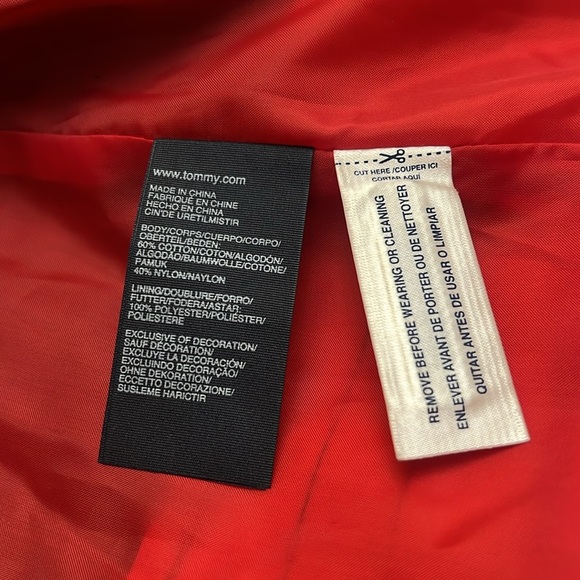 www.tommy.com
MADE IN CHINA
FABRIQUÉ EN CHINE
HECHO EN CHINA
CIN'DE URETILMISTIR
BODY/CORPS/CUERPO/CORPO/
OBERTEIL/BEDEN:
60% COTTON/COTON/ALGODÓN/
ALGODÃO/BAUMWOLLE/COTONE/
PAMUK
40% NYLON/NAYLON
LINING/DOUBLURE/FORRO/
FUTTER/FODERA/ASTAR:
100% POLYESTER/POLIÉSTER/
POLIESTERE
EXCLUSIVE OF DECORATION/
SAUF DÉCORATION/
EXCLUYE LA DECORACIÓN/
EXCLUINDO DECORAÇÃO/
OHNE DEKORATION/
ECCETTO DECORAZIONE/
SUSLEME HARICTIR
CUT HERE /COUPER ICI
CORTAR AQUI
REMOVE BEFORE WEARING OR CLEANING
ENLEVER AVANT DE PORTER OU DE NETTOYER
QUITAR ANTES DE USAR O LIMPIAR